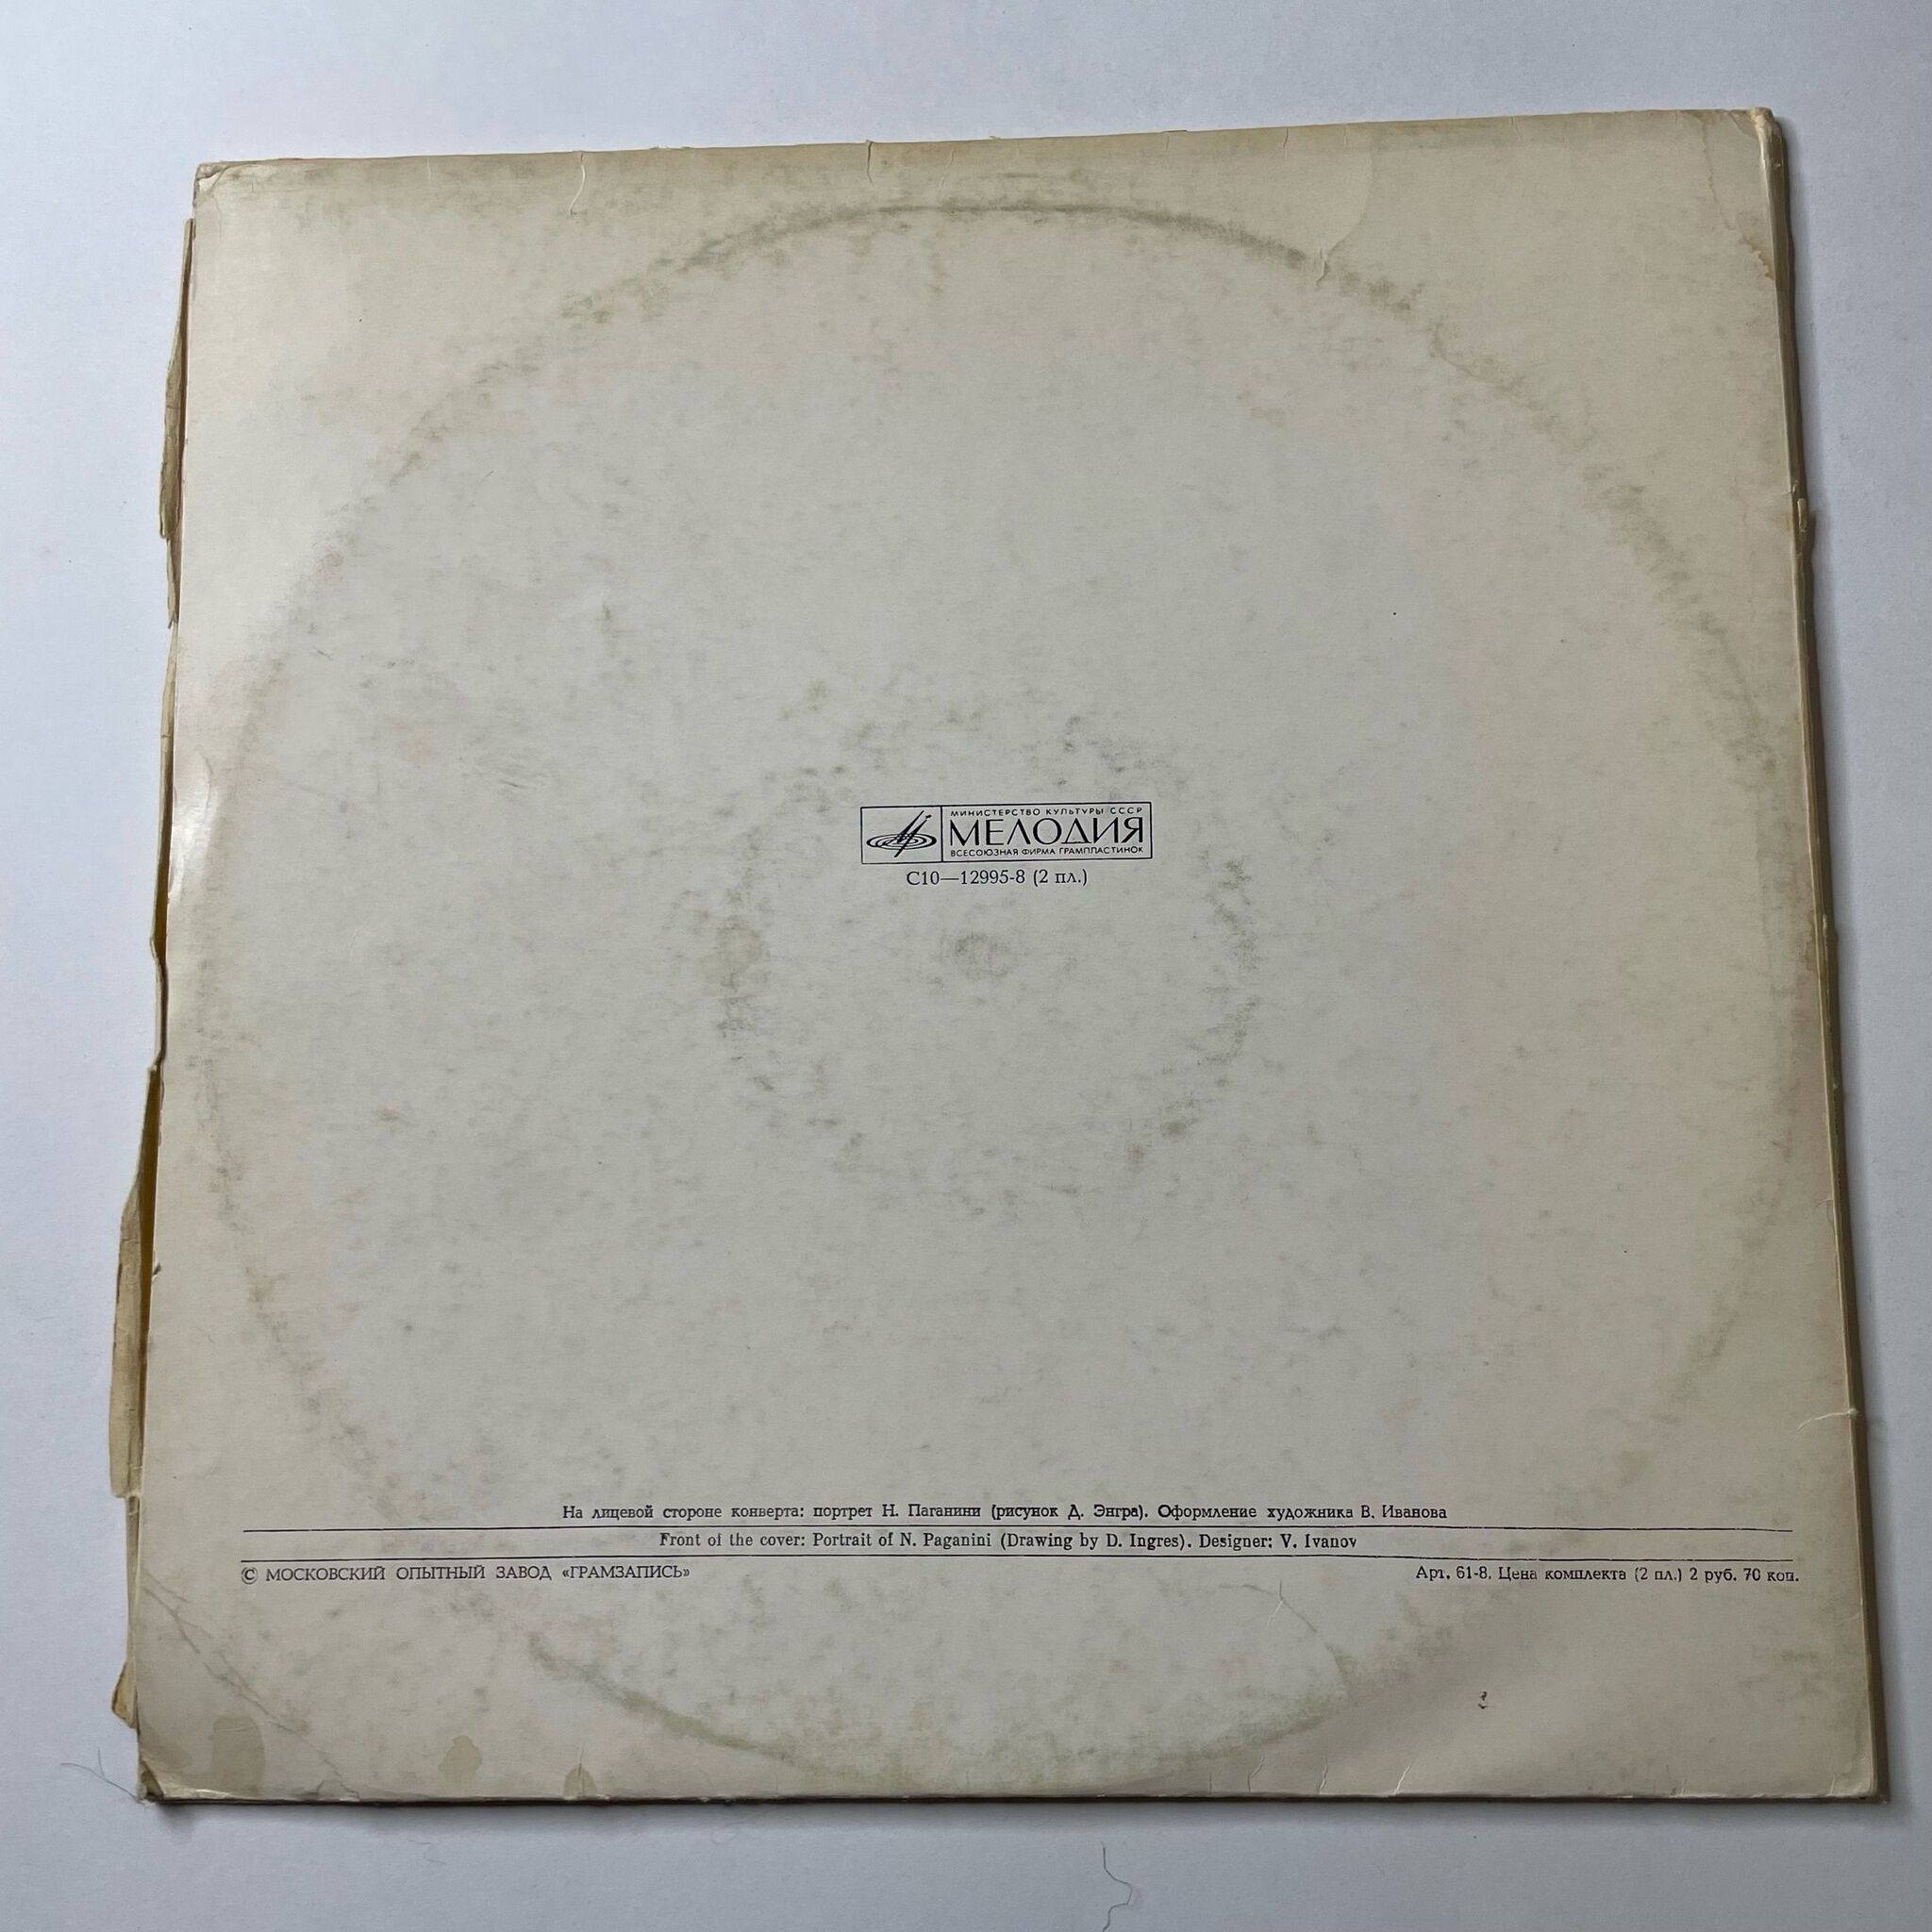 МИНИСТЕРСТВО КУЛЬТУРЫ СССР
МЕЛОДИЯ
ВСЕСОЮЗНАЯ ФИРМА ГРАМПЛАСТИНОК
С10—12995-8 (2 пл.)
На лицевой стороне конверта: портрет Н. Паганини (рисунок Д. Энгра). Оформление художника В. Иванова
Front of the cover: Portrait of N. Paganini (Drawing by D. Ingres). Designer: V. Ivanov
© МОСКОВСКИЙ ОПЫТНЫЙ ЗАВОД «ГРАМЗАПИСЬ» Арт. 61-8. Цена комплекта (2 пл.) 2 руб. 70 коп.